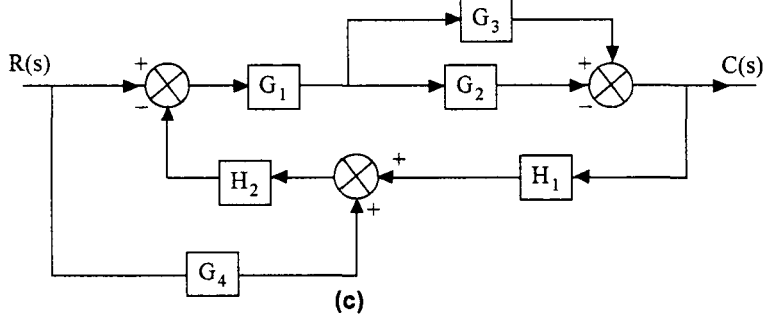 G₃
R(s) + − G₁ G₂ + − C(s)
H₂ + + H₁
G₄
(c)